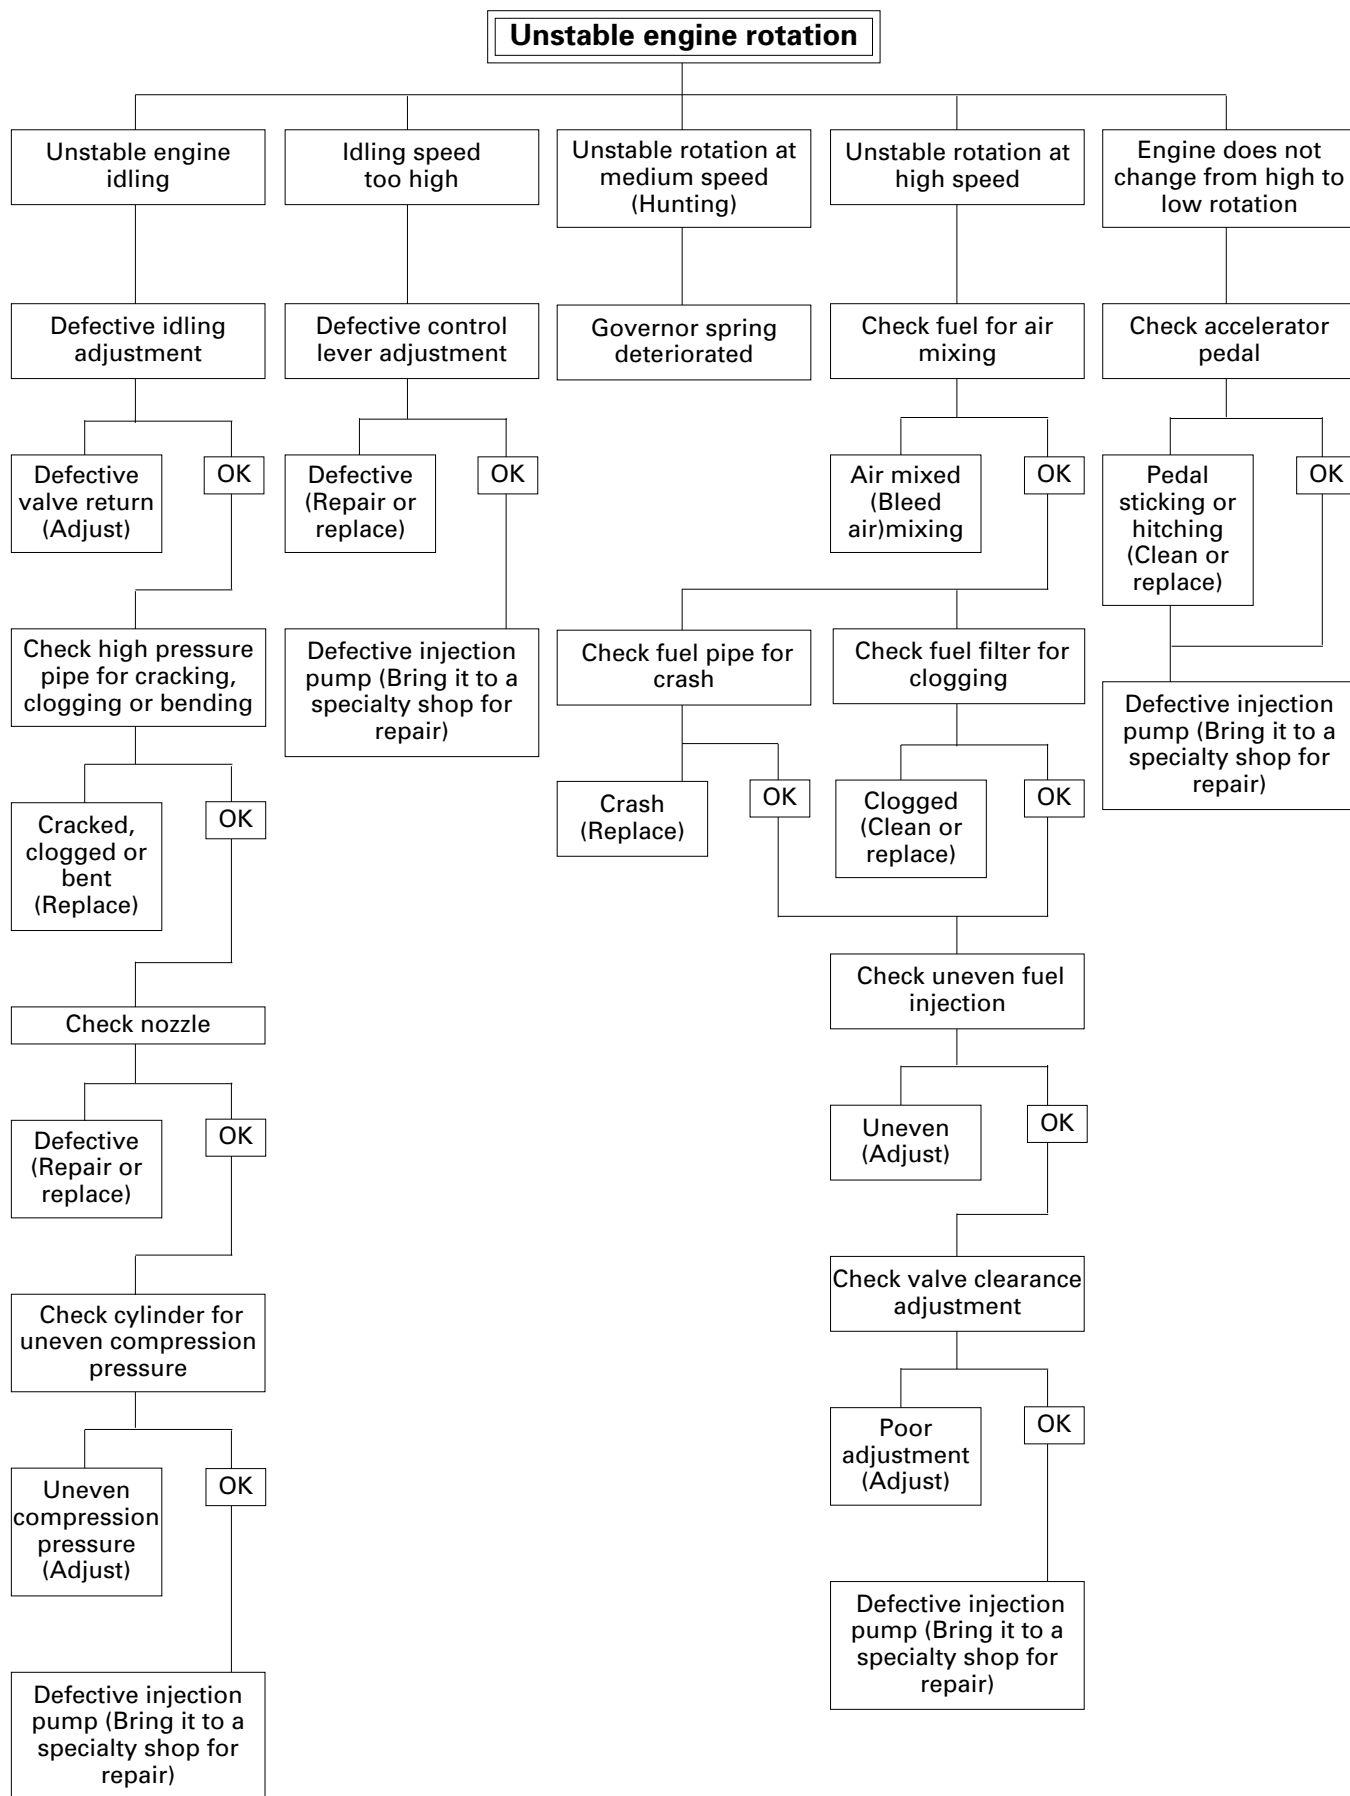 Unstable engine rotation
Unstable engine
idling
Idling speed
too high
Unstable rotation at
medium speed
(Hunting)
Unstable rotation at
high speed
Engine does not
change from high to
low rotation
Defective idling
adjustment
Defective control
lever adjustment
Governor spring
deteriorated
Check fuel for air
mixing
Check accelerator
pedal
Defective
valve return
(Adjust)
OK
Defective
(Repair or
replace)
OK
Air mixed
(Bleed
air)mixing
OK
Pedal
sticking or
hitching
(Clean or
replace)
OK
Check high pressure
pipe for cracking,
clogging or bending
Defective injection
pump (Bring it to a
specialty shop for
repair)
Check fuel pipe for
crash
Check fuel filter for
clogging
Defective injection
pump (Bring it to a
specialty shop for
repair)
Cracked,
clogged or
bent
(Replace)
OK
Crash
(Replace)
OK
Clogged
(Clean or
replace)
OK
Check nozzle
Check uneven fuel
injection
Defective
(Repair or
replace)
OK
Uneven
(Adjust)
OK
Check cylinder for
uneven compression
pressure
Check valve clearance
adjustment
Uneven
compression
pressure
(Adjust)
OK
Poor
adjustment
(Adjust)
OK
Defective injection
pump (Bring it to a
specialty shop for
repair)
Defective injection
pump (Bring it to a
specialty shop for
repair)